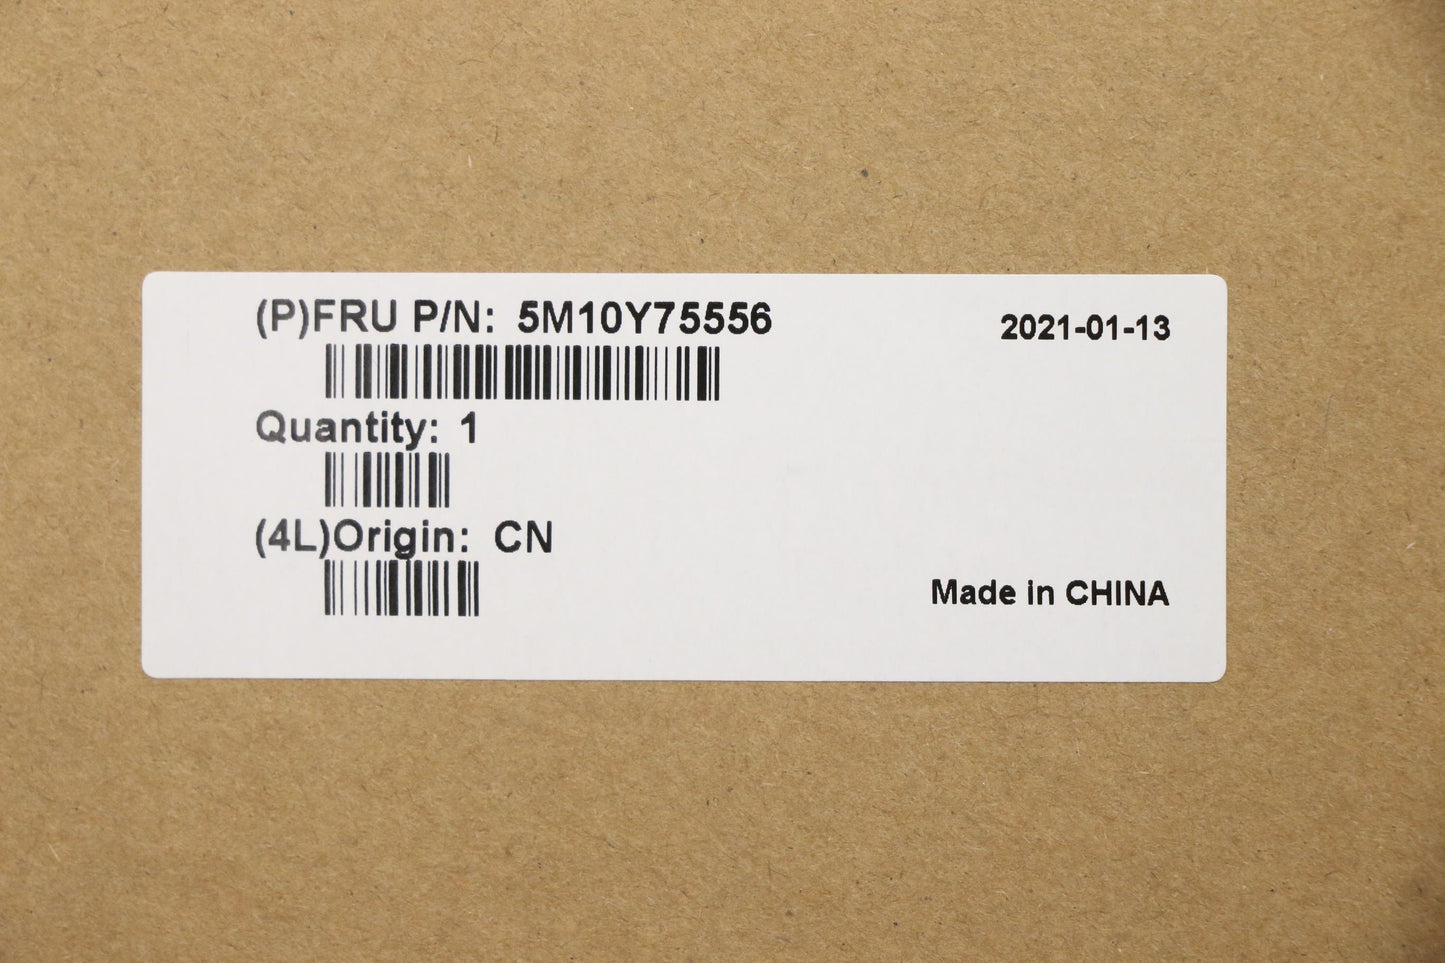 (P)FRU P/N: 5M10Y75556
2021-01-13
Quantity: 1
(4L)Origin: CN
Made in CHINA